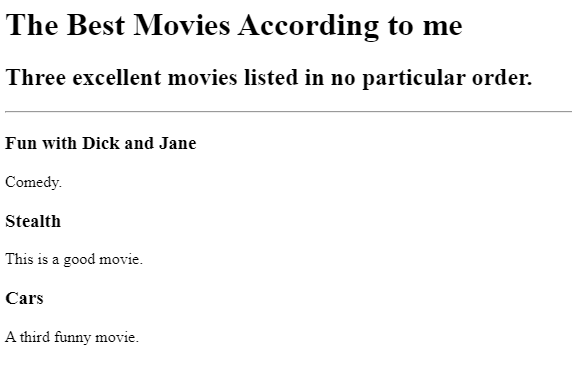 The Best Movies According to me
Three excellent movies listed in no particular order.
Fun with Dick and Jane
Comedy.
Stealth
This is a good movie.
Cars
A third funny movie.